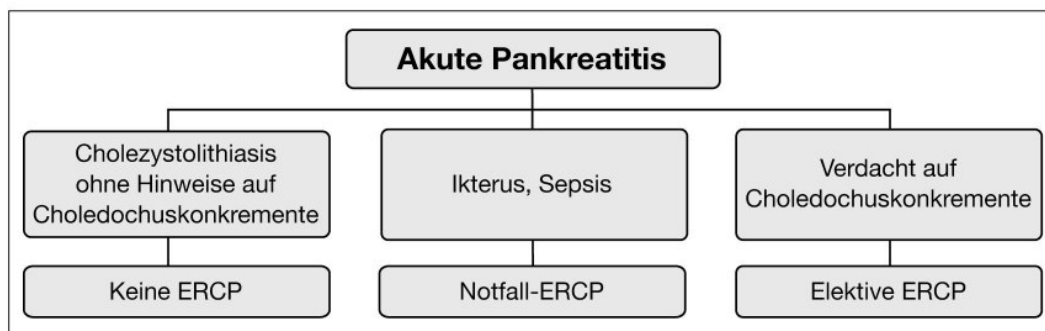 Akute Pankreatitis
Cholezystolithiasis
ohne Hinweise auf
Choledochuskonkremente
Ikterus, Sepsis
Verdacht auf
Choledochuskonkremente
Keine ERCP
Notfall-ERCP
Elektive ERCP